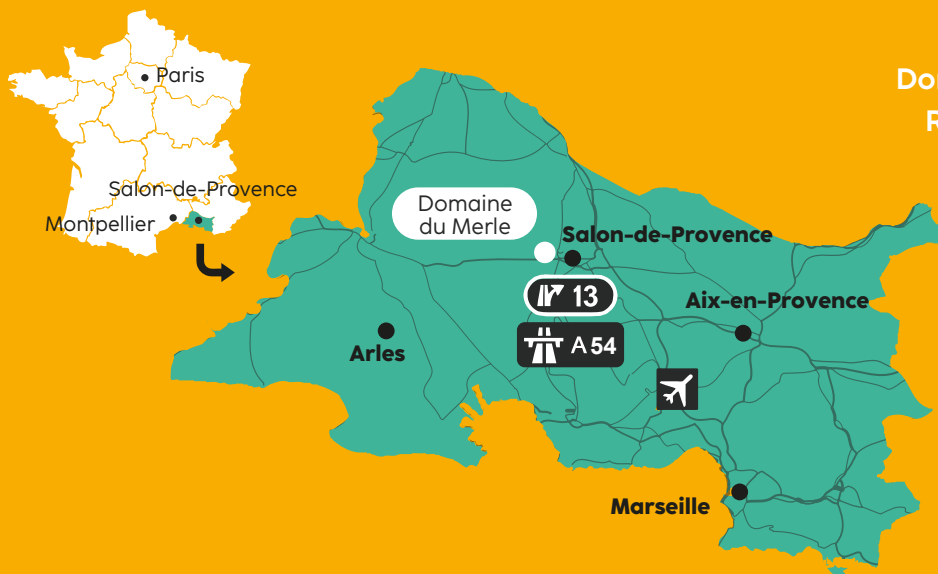 Paris
Salon-de-Provence
Montpellier
Domaine
du Merle
Salon-de-Provence
13
A 54
Aix-en-Provence
Arles
Marseille